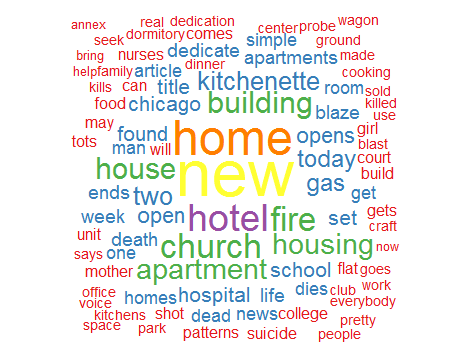 annex real dedication wagon
seek dormitory comes center probe
bring nurses dedicate simple ground
help family article dinner apartments made
kills can title kitchenette room cooking
food chicago building sold killed
may found home blaze girl use
tots man will opens blast
house new today court
ends two gas build
week open hotel fire set get
unit death church housing gets craft
says one now
mother apartment school flat goes
office homes hospital life dies club work
voice everybody
kitchens shot dead news college pretty
space park patterns suicide people